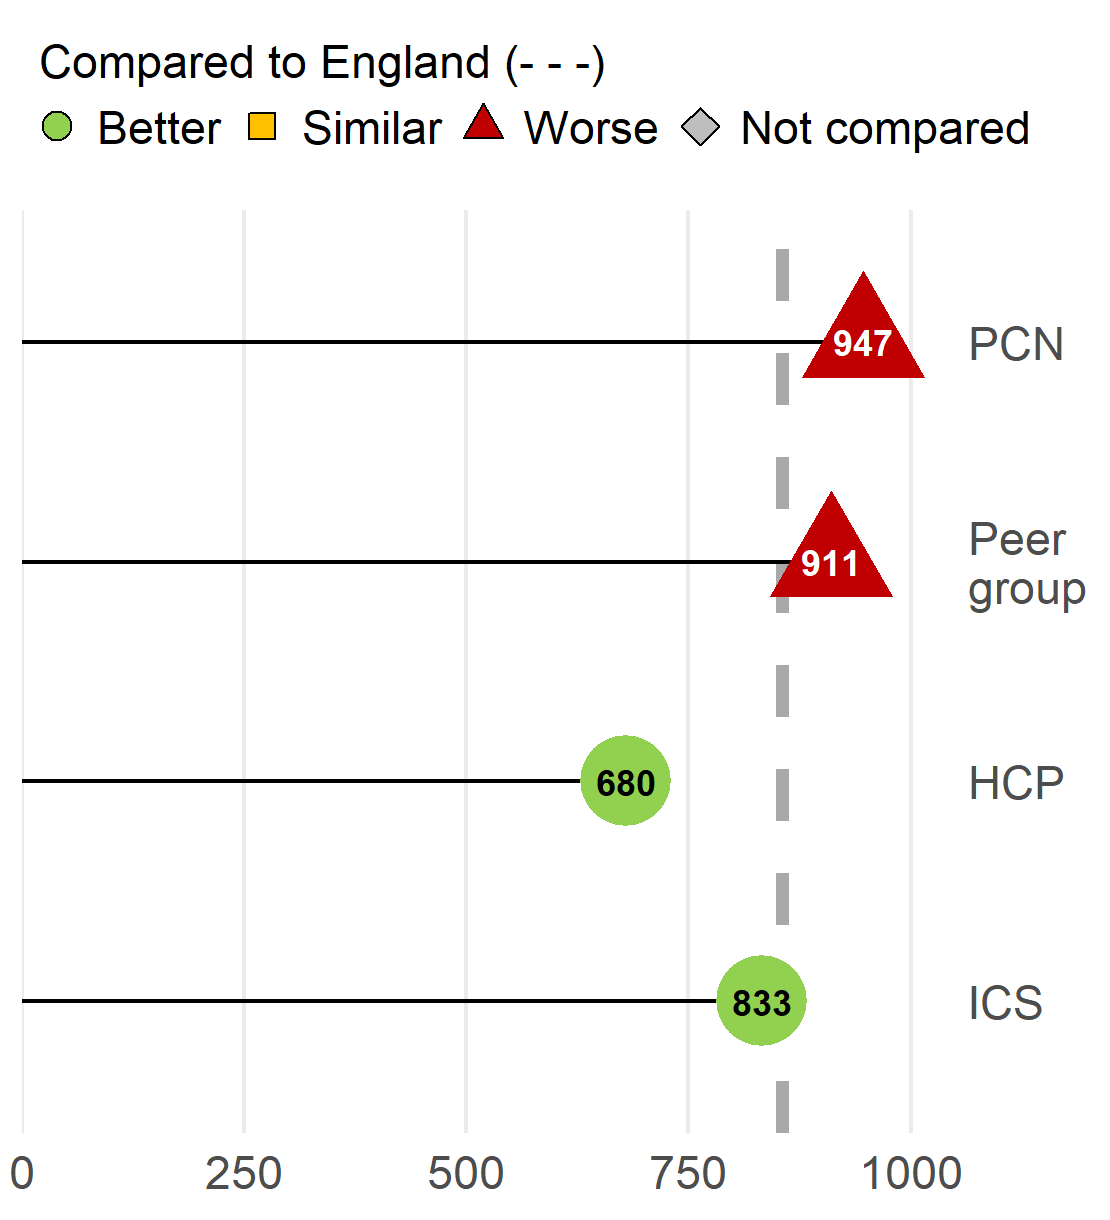 Compared to England (- - -)
Better Similar Worse Not compared
947 PCN
Peer
911 group
680 HCP
833 ICS
0 250 500 750 1000